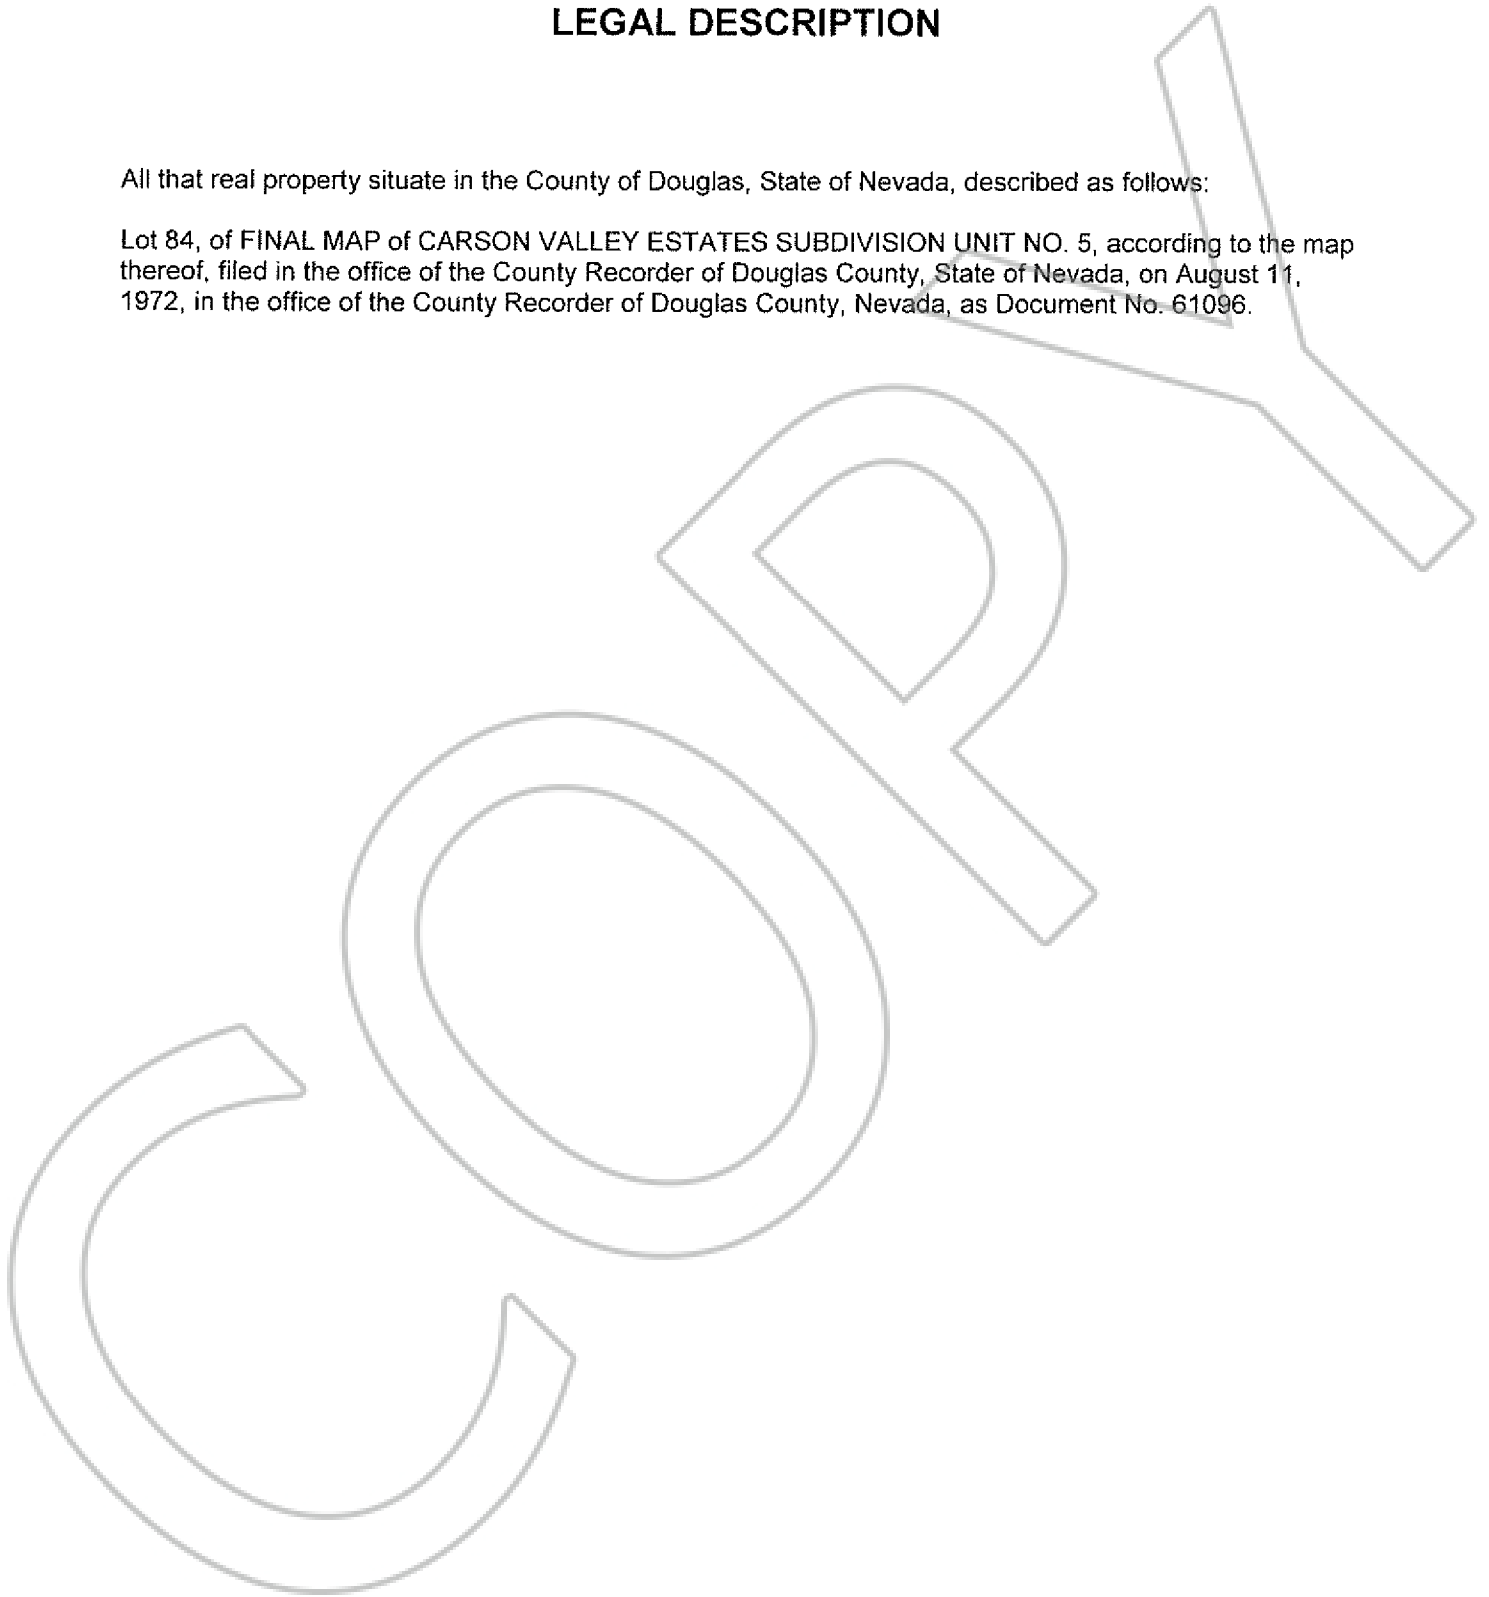 LEGAL DESCRIPTION
All that real property situate in the County of Douglas, State of Nevada, described as follows:
Lot 84, of FINAL MAP of CARSON VALLEY ESTATES SUBDIVISION UNIT NO. 5, according to the map
thereof, filed in the office of the County Recorder of Douglas County, State of Nevada, on August 11,
1972, in the office of the County Recorder of Douglas County, Nevada, as Document No. 61096.
COPY